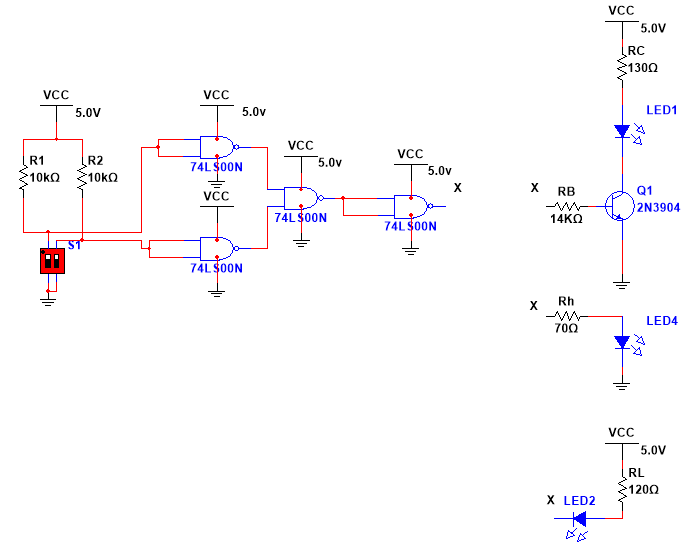 VCC
5.0V
R1
10kΩ
R2
10kΩ
S1
VCC
5.0v
74LS00N
VCC
74LS00N
VCC
5.0v
74LS00N
VCC
5.0v
74LS00N
X
VCC
5.0V
RC
130Ω
LED1
X
RB
14KΩ
Q1
2N3904
X
Rh
70Ω
LED4
VCC
5.0V
RL
120Ω
X
LED2